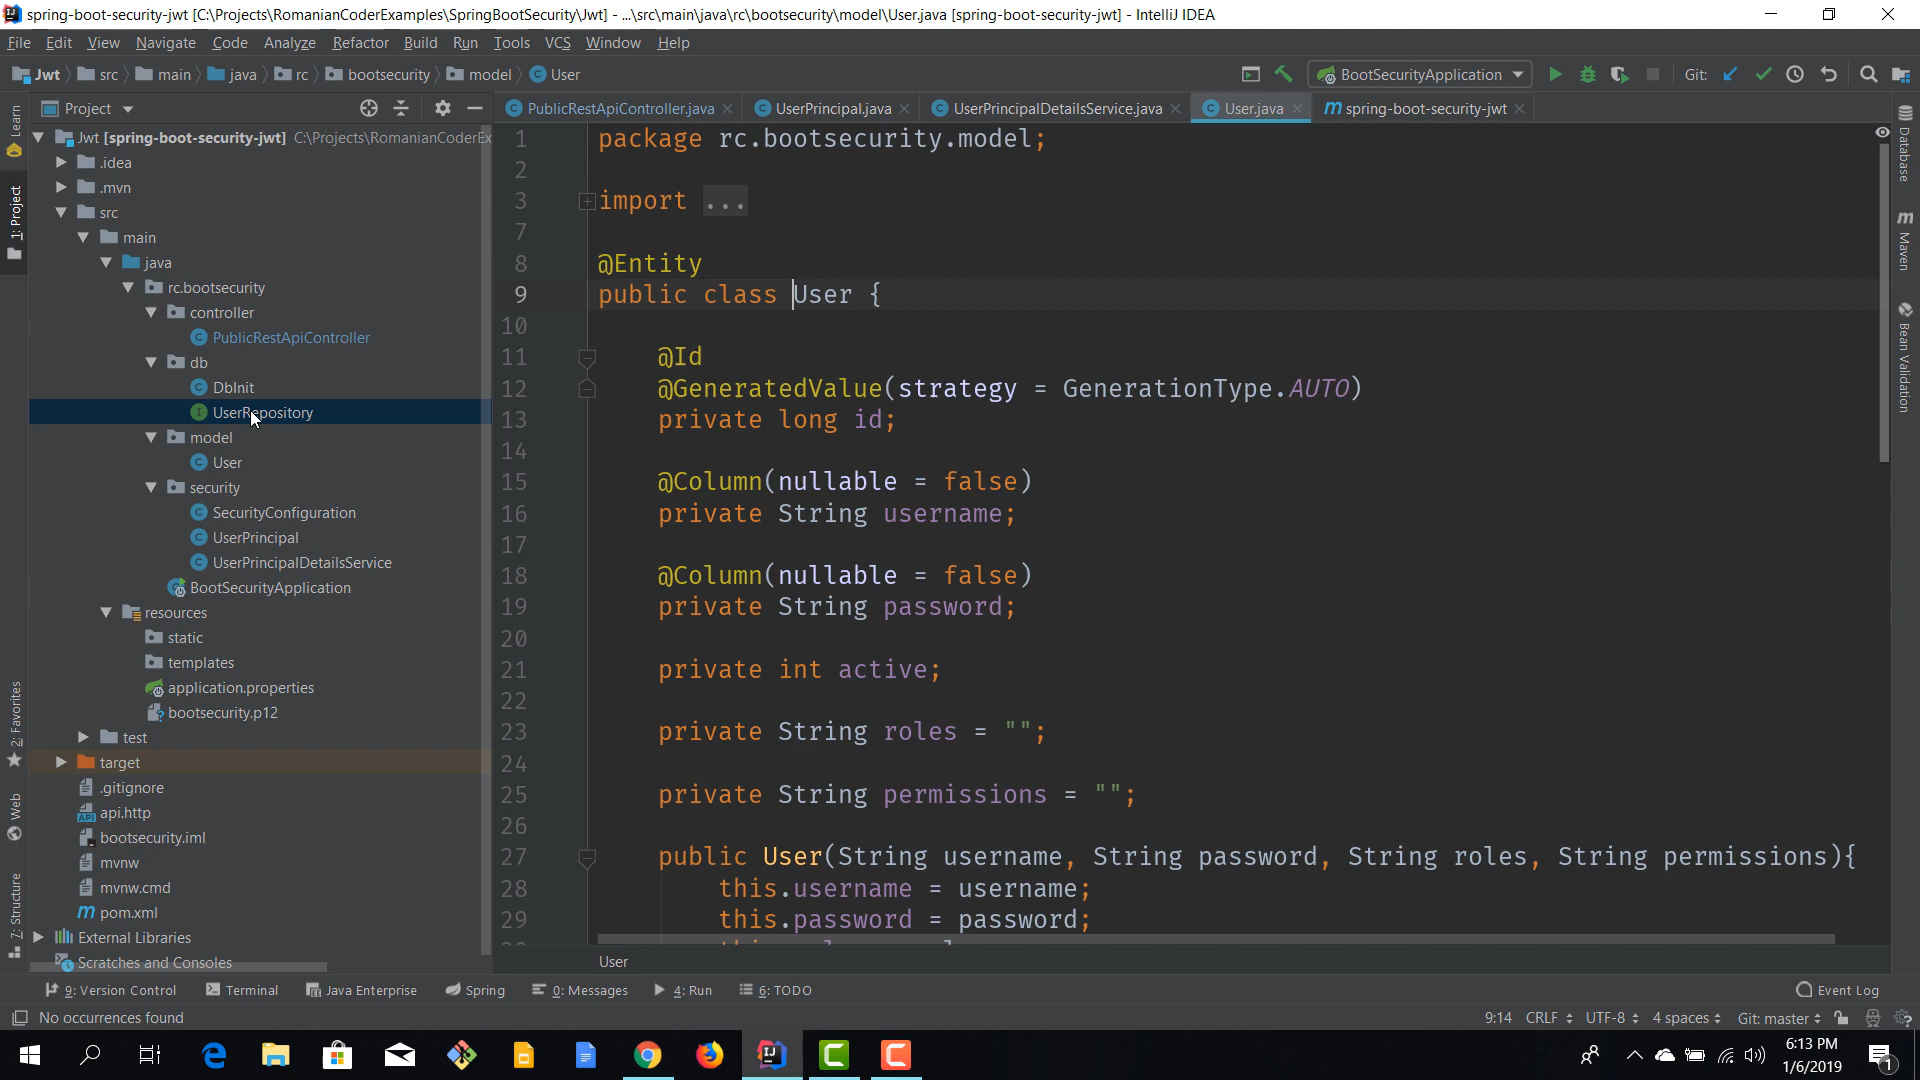 spring-boot-security-jwt [C:\Projects\RomanianCoderExamples\SpringBootSecurity\Jwt] - ...\src\main\java\rc\bootsecurity\model\User.java [spring-boot-security-jwt] - IntelliJ IDEA
File Edit View Navigate Code Analyze Refactor Build Run Tools VCS Window Help
Jwt src main java rc bootsecurity model User
BootSecurityApplication
Git:
Project
PublicRestApiController.java
UserPrincipal.java
UserPrincipalDetailsService.java
User.java
spring-boot-security-jwt
Learn
1: Project
2: Favorites
Web
7: Structure
Jwt [spring-boot-security-jwt] C:\Projects\RomanianCoderEx
.idea
.mvn
src
main
java
rc.bootsecurity
controller
PublicRestApiController
db
DbInit
UserRepository
model
User
security
SecurityConfiguration
UserPrincipal
UserPrincipalDetailsService
BootSecurityApplication
resources
static
templates
application.properties
bootsecurity.p12
test
target
.gitignore
api.http
bootsecurity.iml
mvnw
mvnw.cmd
pom.xml
External Libraries
Scratches and Consoles
1 package rc.bootsecurity.model;
2
3 import ...
7
8 @Entity
9 public class User {
10
11 @Id
12 @GeneratedValue(strategy = GenerationType.AUTO)
13 private long id;
14
15 @Column(nullable = false)
16 private String username;
17
18 @Column(nullable = false)
19 private String password;
20
21 private int active;
22
23 private String roles = "";
24
25 private String permissions = "";
26
27 public User(String username, String password, String roles, String permissions){
28 this.username = username;
29 this.password = password;
User
Database
Maven
Bean Validation
9: Version Control Terminal Java Enterprise Spring 0: Messages 4: Run 6: TODO Event Log
No occurrences found
9:14 CRLF UTF-8 4 spaces Git: master
6:13 PM
1/6/2019
1